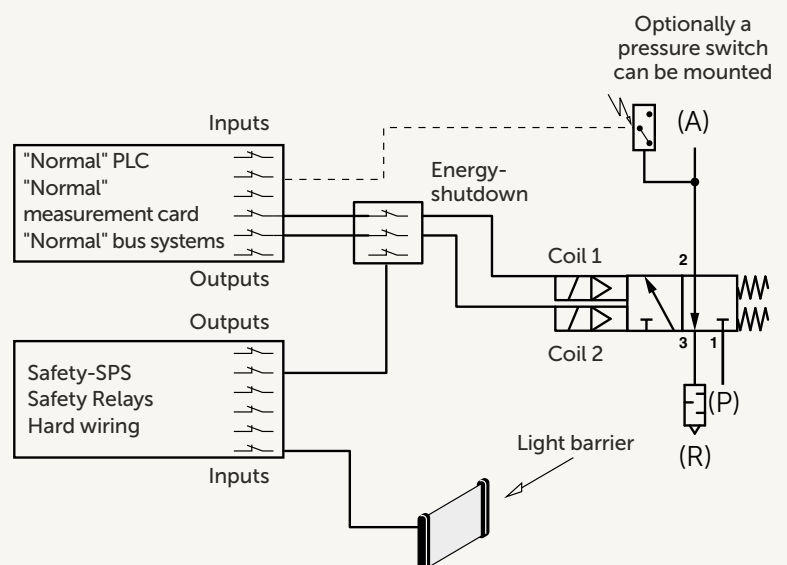 Optionally a
pressure switch
can be mounted
Inputs
(A)
"Normal" PLC
"Normal"
measurement card
"Normal" bus systems
Energy-
shutdown
Outputs
Coil 1
2
Outputs
Coil 2
3
1
Safety-SPS
Safety Relays
Hard wiring
(P)
(R)
Light barrier
Inputs